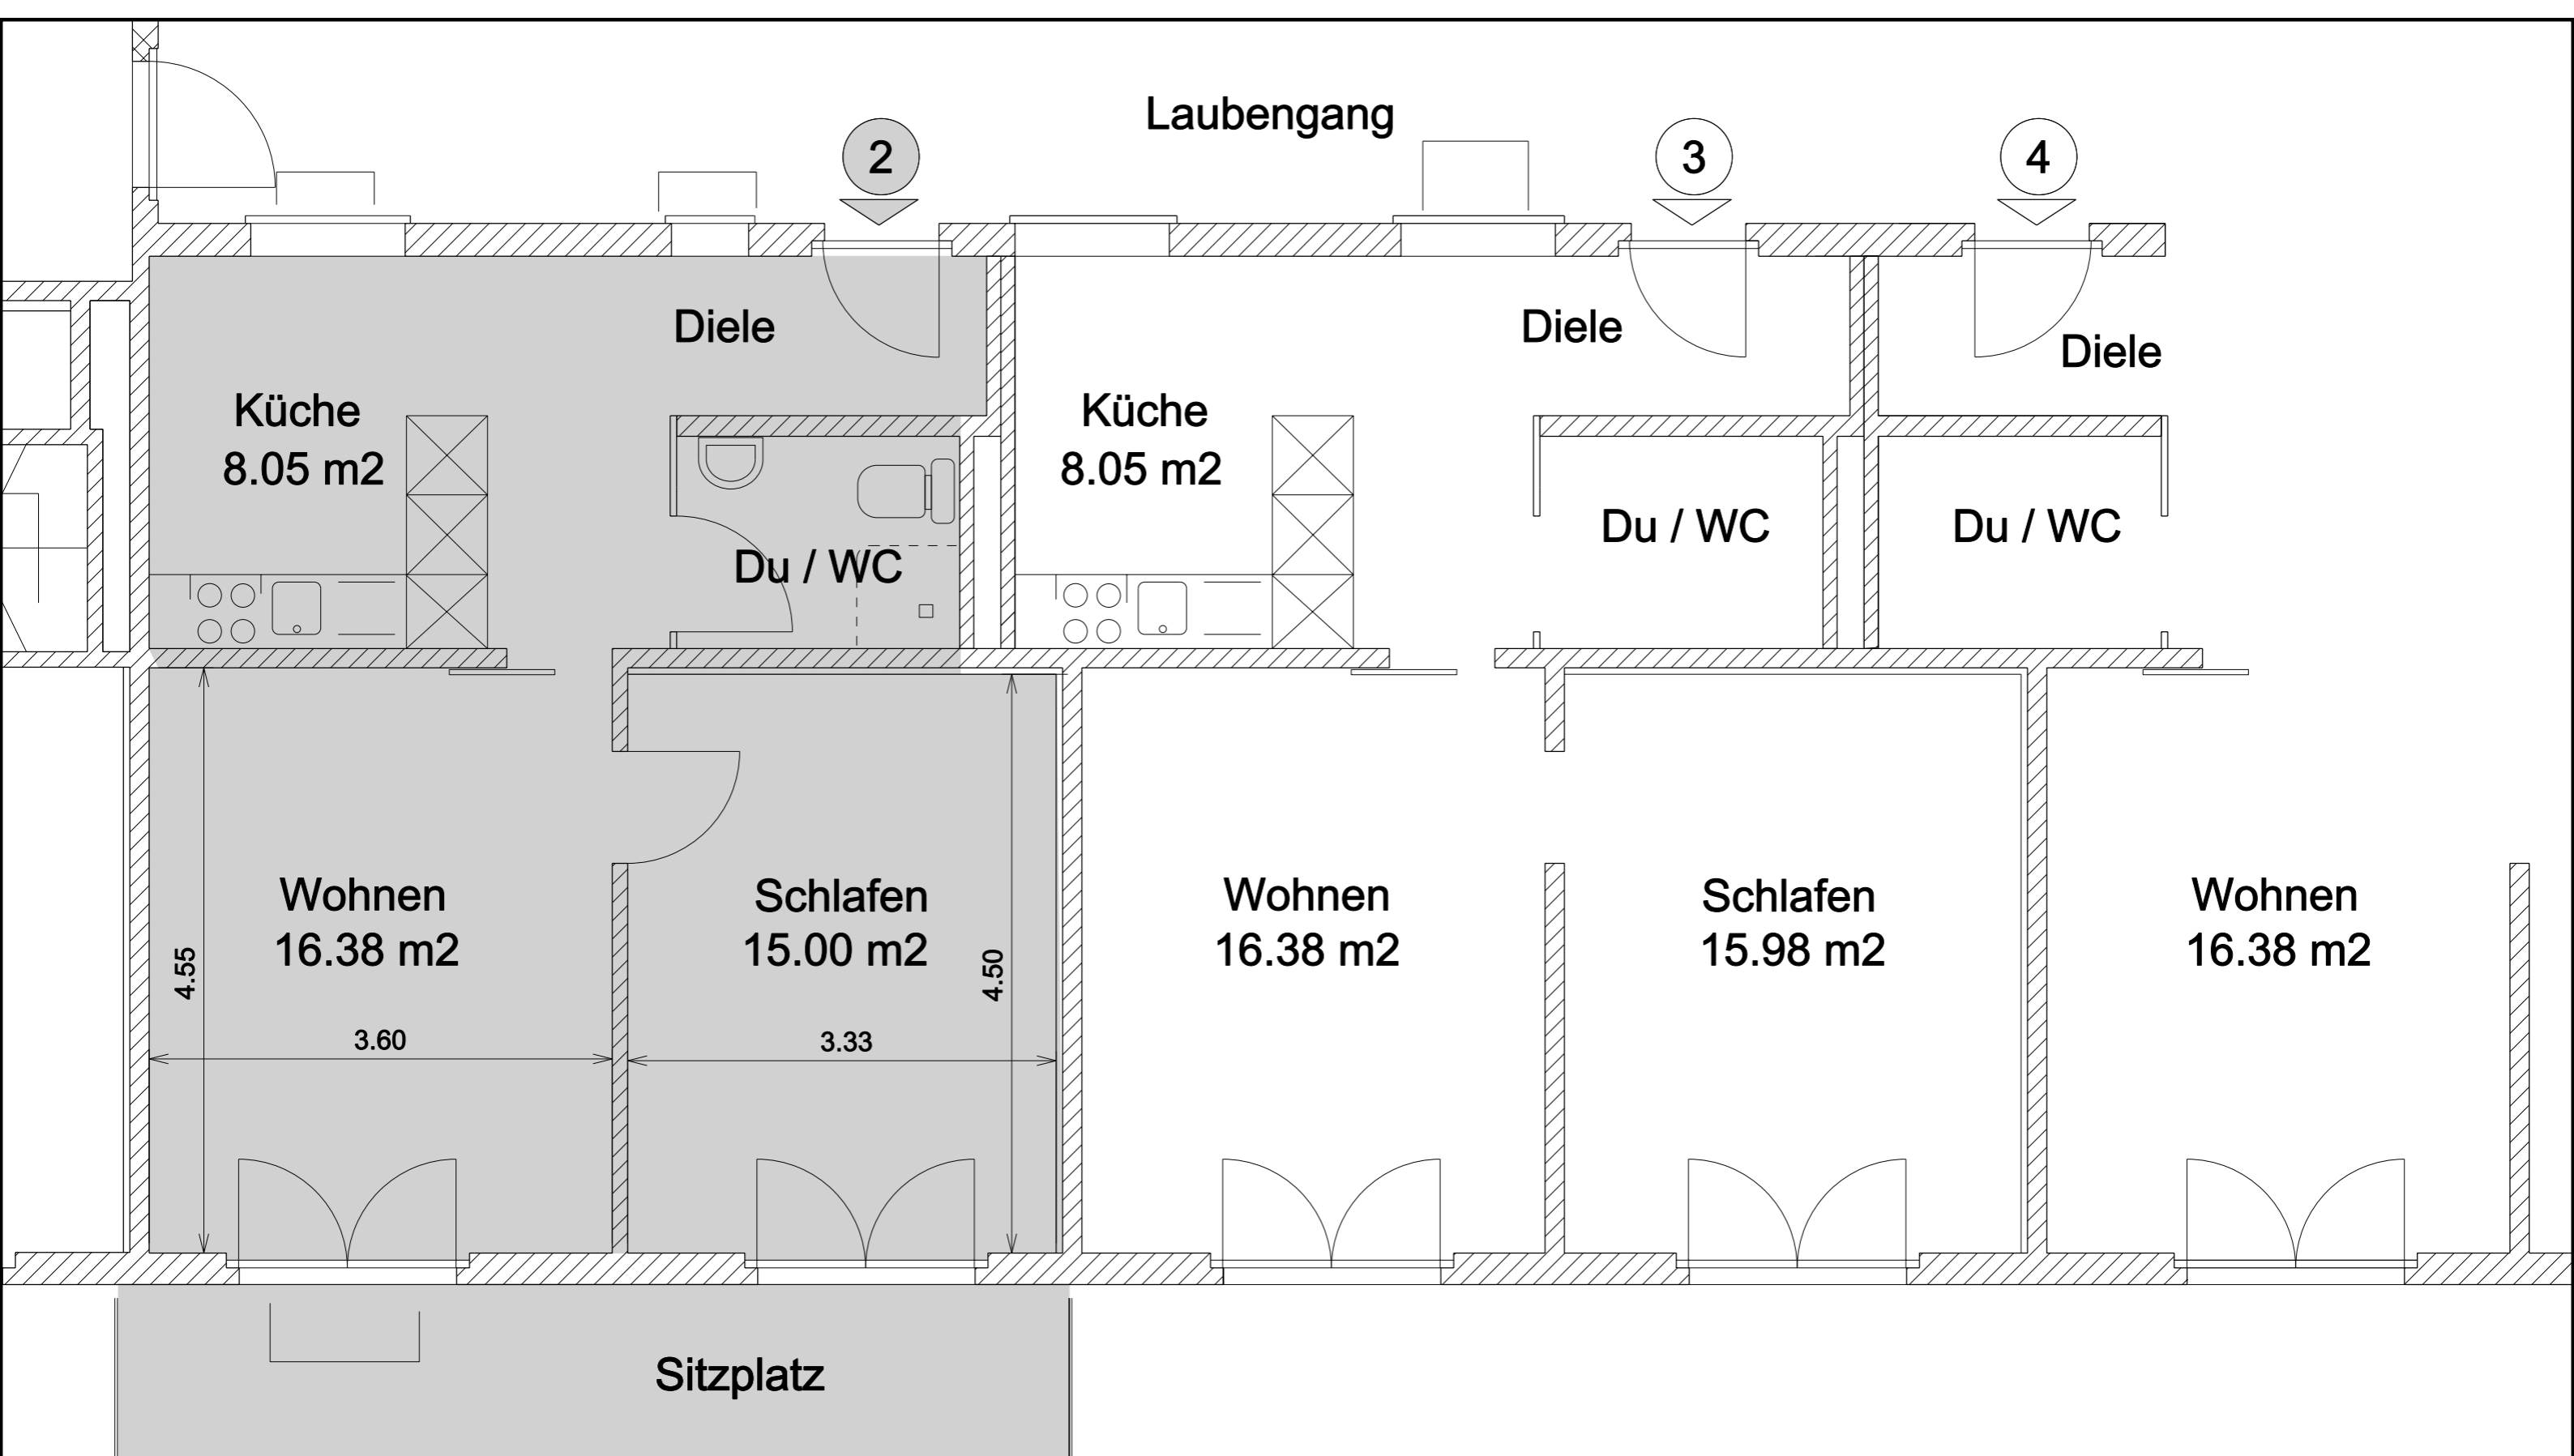 Laubengang
2
3
4
Diele
Diele
Diele
Küche
8.05 m2
Küche
8.05 m2
Du / WC
Du / WC
Du / WC
Wohnen
16.38 m2
Schlafen
15.00 m2
Wohnen
16.38 m2
Schlafen
15.98 m2
Wohnen
16.38 m2
4.55
4.50
3.60
3.33
Sitzplatz